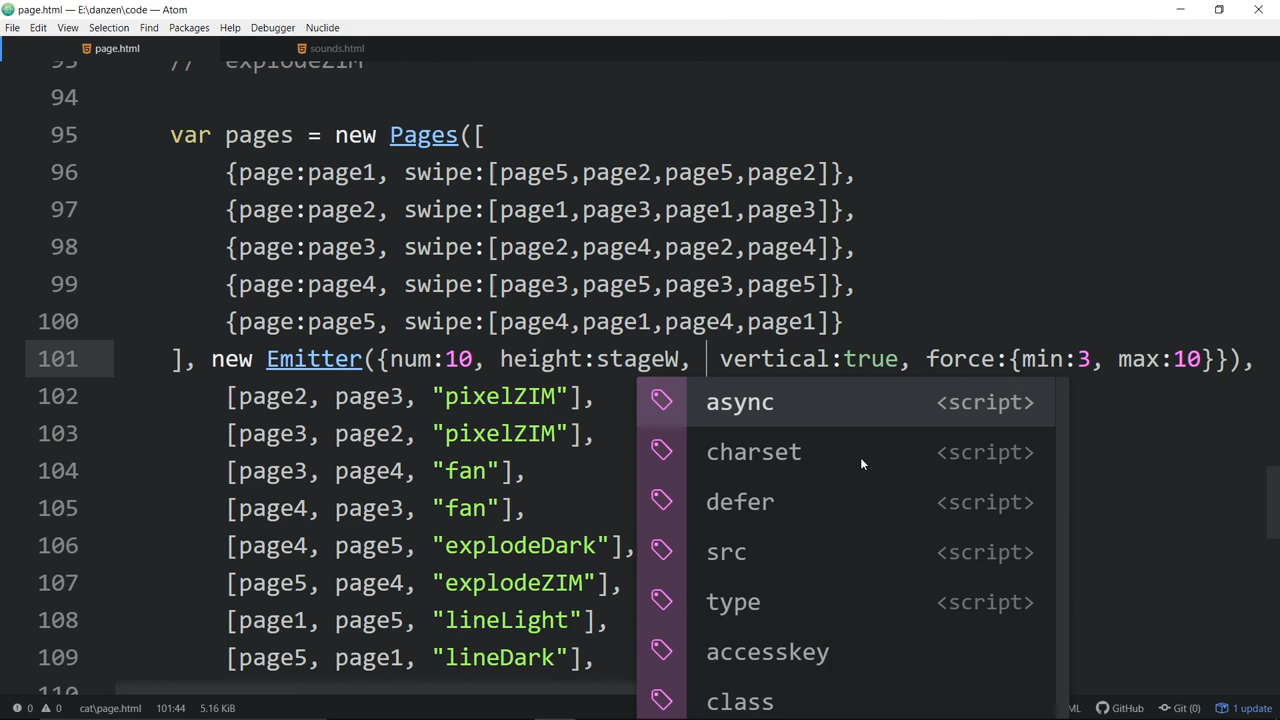 page.html — E:\danzen\code — Atom
File Edit View Selection Find Packages Help Debugger Nuclide
page.html sounds.html
93 // explodeZIM
94
95 var pages = new Pages([
96 {page:page1, swipe:[page5,page2,page5,page2]},
97 {page:page2, swipe:[page1,page3,page1,page3]},
98 {page:page3, swipe:[page2,page4,page2,page4]},
99 {page:page4, swipe:[page3,page5,page3,page5]},
100 {page:page5, swipe:[page4,page1,page4,page1]}
101 ], new Emitter({num:10, height:stageW, vertical:true, force:{min:3, max:10}}),
102 [page2, page3, "pixelZIM"],
async <script>
103 [page3, page2, "pixelZIM"],
charset <script>
104 [page3, page4, "fan"],
defer <script>
105 [page4, page3, "fan"],
106 [page4, page5, "explodeDark"],
src <script>
107 [page5, page4, "explodeZIM"],
type <script>
108 [page1, page5, "lineLight"],
accesskey
109 [page5, page1, "lineDark"],
class
110
0 0 cat\page.html 101:44 5.16 KiB ML GitHub Git (0) 1 update